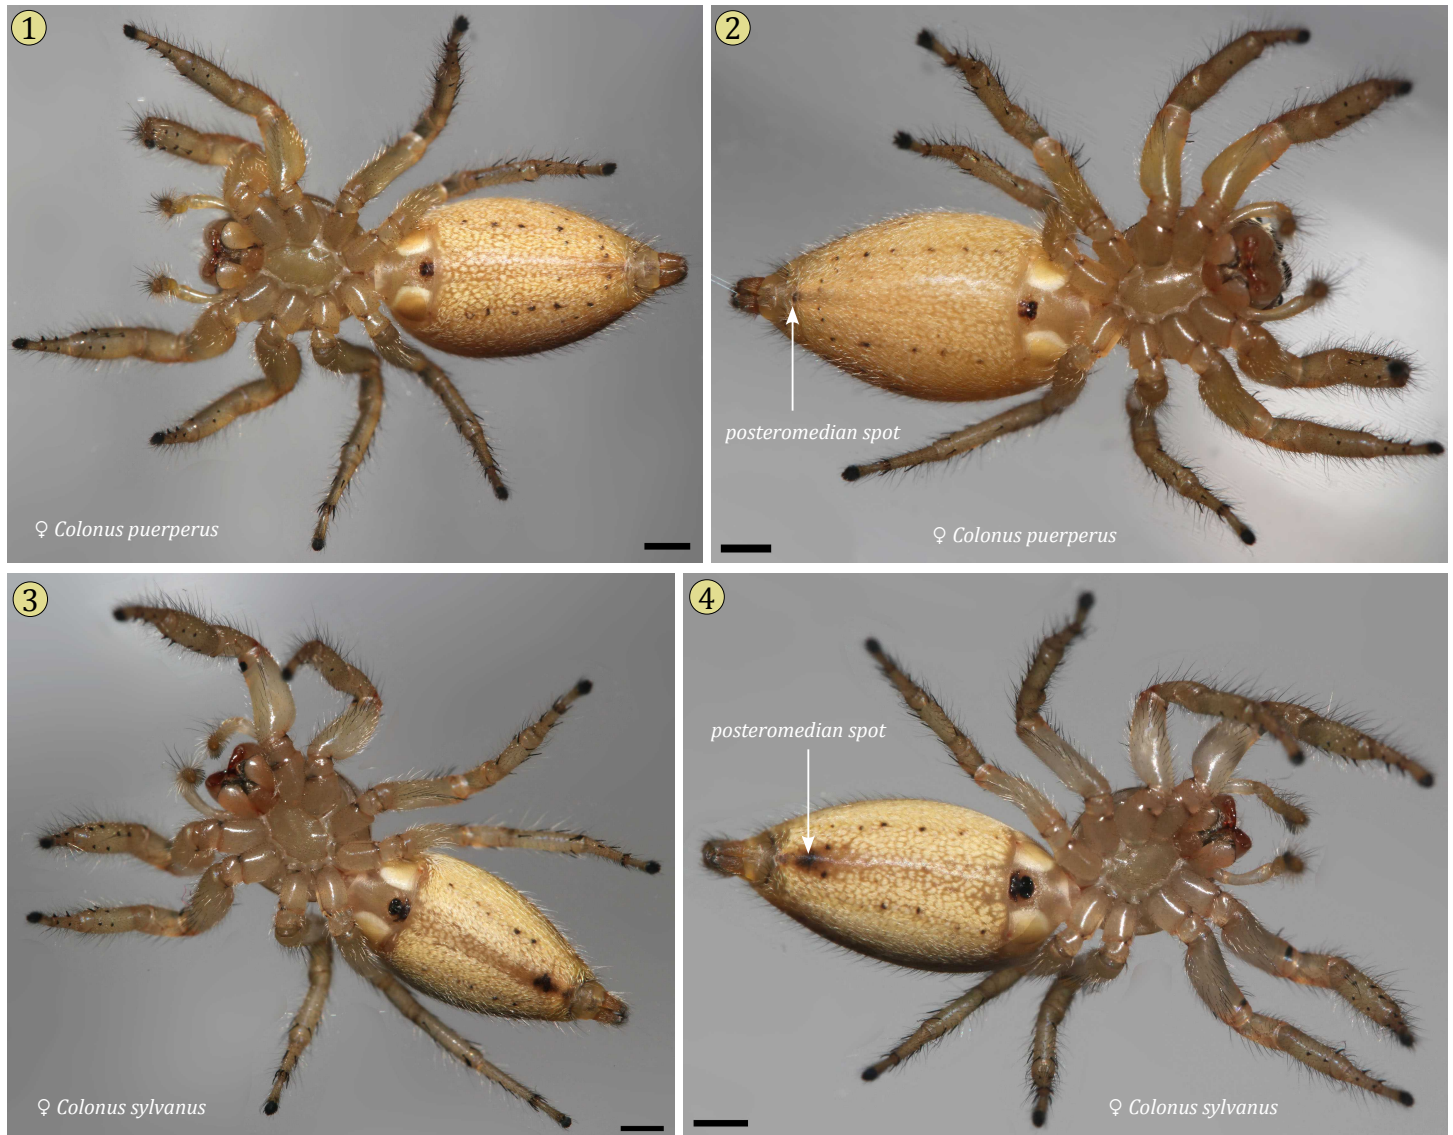 1
2
posteromedian spot
♀ Colonus puerperus
♀ Colonus puerperus
3
4
posteromedian spot
♀ Colonus sylvanus
♀ Colonus sylvanus